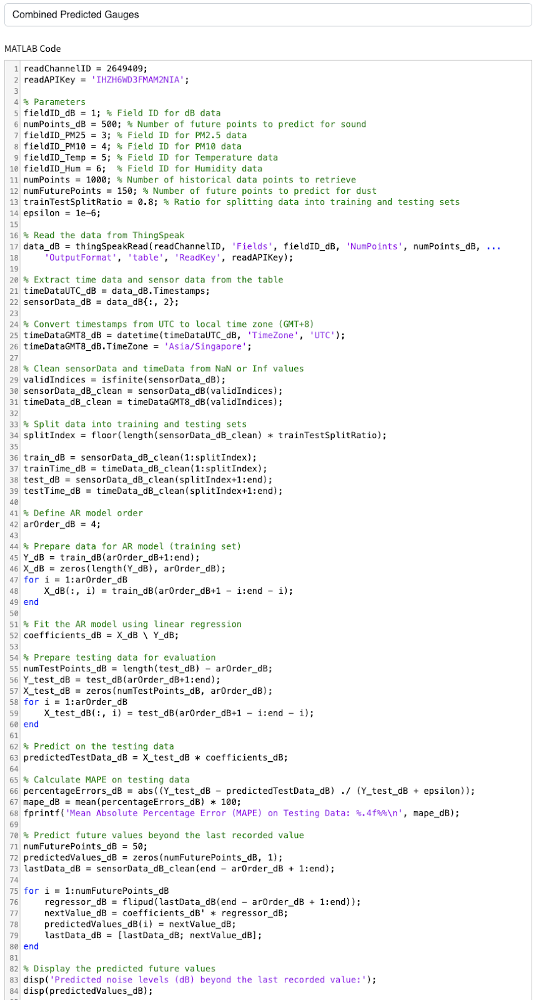 Combined Predicted Gauges
MATLAB Code
1 readChannelID = 2649409;
2 readAPIKey = 'IHZH6WD3FMAM2NIA';
3
4 % Parameters
5 fieldID_dB = 1; % Field ID for dB data
6 numPoints_dB = 500; % Number of future points to predict for sound
7 fieldID_PM25 = 3; % Field ID for PM2.5 data
8 fieldID_PM10 = 4; % Field ID for PM10 data
9 fieldID_Temp = 5; % Field ID for Temperature data
10 fieldID_Hum = 6;  % Field ID for Humidity data
11 numPoints = 1000; % Number of historical data points to retrieve
12 numFuturePoints = 150; % Number of future points to predict for dust
13 trainTestSplitRatio = 0.8; % Ratio for splitting data into training and testing sets
14 epsilon = 1e-6;
15
16 % Read the data from ThingSpeak
17 data_dB = thingSpeakRead(readChannelID, 'Fields', fieldID_dB, 'NumPoints', numPoints_dB, ...
18     'OutputFormat', 'table', 'ReadKey', readAPIKey);
19
20 % Extract time data and sensor data from the table
21 timeDataUTC_dB = data_dB.Timestamps;
22 sensorData_dB = data_dB{:, 2};
23
24 % Convert timestamps from UTC to local time zone (GMT+8)
25 timeDataGMT8_dB = datetime(timeDataUTC_dB, 'TimeZone', 'UTC');
26 timeDataGMT8_dB.TimeZone = 'Asia/Singapore';
27
28 % Clean sensorData and timeData from NaN or Inf values
29 validIndices = isfinite(sensorData_dB);
30 sensorData_dB_clean = sensorData_dB(validIndices);
31 timeData_dB_clean = timeDataGMT8_dB(validIndices);
32
33 % Split data into training and testing sets
34 splitIndex = floor(length(sensorData_dB_clean) * trainTestSplitRatio);
35
36 train_dB = sensorData_dB_clean(1:splitIndex);
37 trainTime_dB = timeData_dB_clean(1:splitIndex);
38 test_dB = sensorData_dB_clean(splitIndex+1:end);
39 testTime_dB = timeData_dB_clean(splitIndex+1:end);
40
41 % Define AR model order
42 arOrder_dB = 4;
43
44 % Prepare data for AR model (training set)
45 Y_dB = train_dB(arOrder_dB+1:end);
46 X_dB = zeros(length(Y_dB), arOrder_dB);
47 for i = 1:arOrder_dB
48     X_dB(:, i) = train_dB(arOrder_dB+1 - i:end - i);
49 end
50
51 % Fit the AR model using linear regression
52 coefficients_dB = X_dB \ Y_dB;
53
54 % Prepare testing data for evaluation
55 numTestPoints_dB = length(test_dB) - arOrder_dB;
56 Y_test_dB = test_dB(arOrder_dB+1:end);
57 X_test_dB = zeros(numTestPoints_dB, arOrder_dB);
58 for i = 1:arOrder_dB
59     X_test_dB(:, i) = test_dB(arOrder_dB+1 - i:end - i);
60 end
61
62 % Predict on the testing data
63 predictedTestData_dB = X_test_dB * coefficients_dB;
64
65 % Calculate MAPE on testing data
66 percentageErrors_dB = abs((Y_test_dB - predictedTestData_dB) ./ (Y_test_dB + epsilon));
67 mape_dB = mean(percentageErrors_dB) * 100;
68 fprintf('Mean Absolute Percentage Error (MAPE) on Testing Data: %.4f%%\n', mape_dB);
69
70 % Predict future values beyond the last recorded value
71 numFuturePoints_dB = 50;
72 predictedValues_dB = zeros(numFuturePoints_dB, 1);
73 lastData_dB = sensorData_dB_clean(end - arOrder_dB + 1:end);
74
75 for i = 1:numFuturePoints_dB
76     regressor_dB = flipud(lastData_dB(end - arOrder_dB + 1:end));
77     nextValue_dB = coefficients_dB' * regressor_dB;
78     predictedValues_dB(i) = nextValue_dB;
79     lastData_dB = [lastData_dB; nextValue_dB];
80 end
81
82 % Display the predicted future values
83 disp('Predicted noise levels (dB) beyond the last recorded value:');
84 disp(predictedValues_dB);